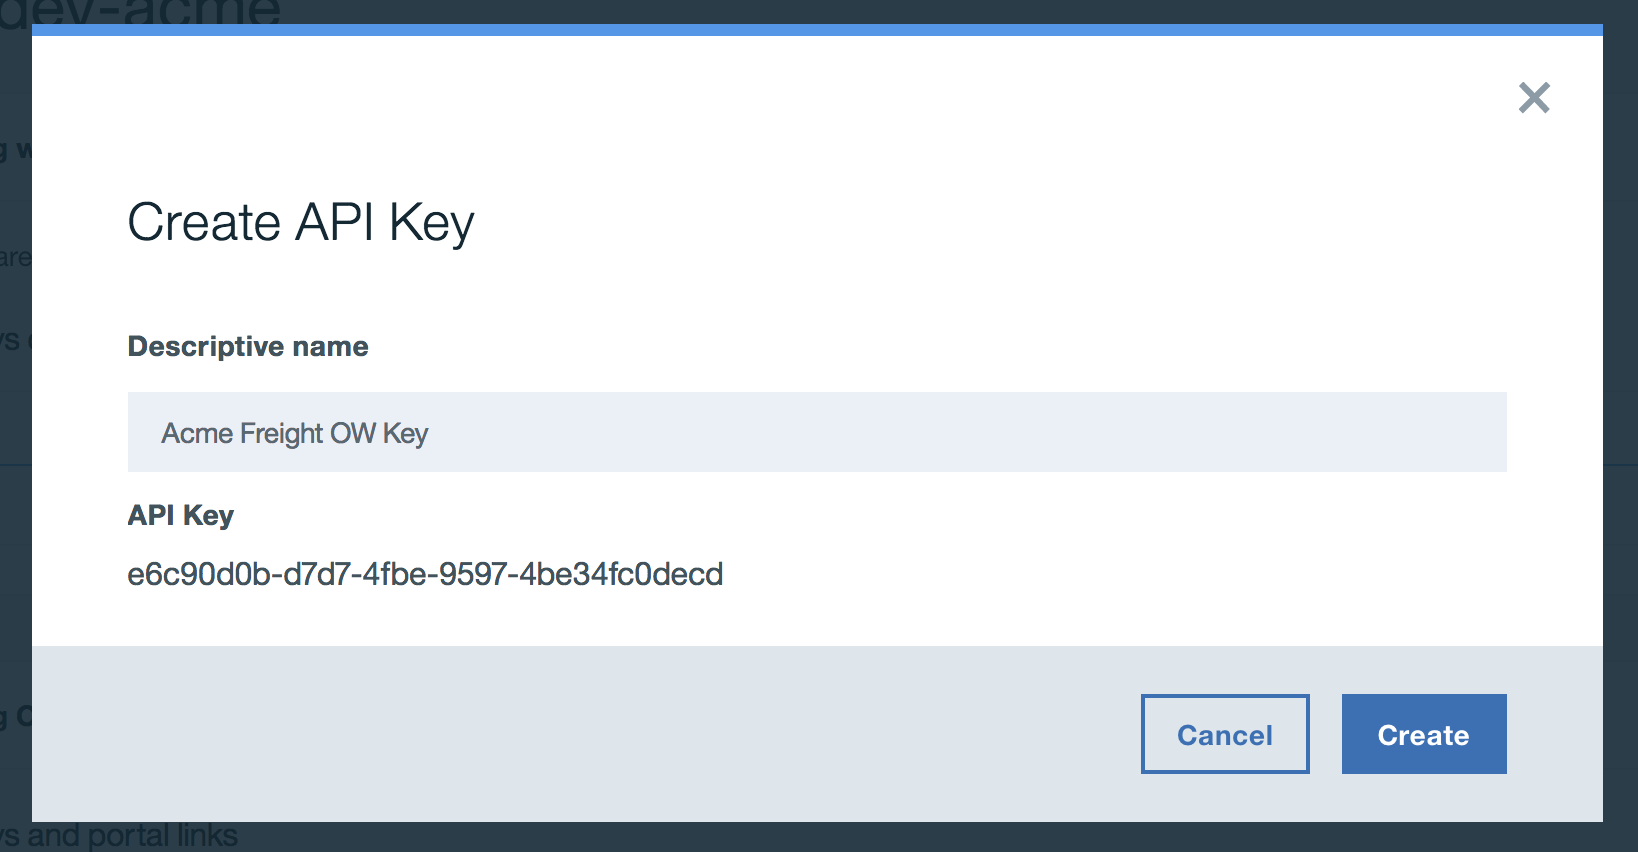 dev-acme
g w
are
Create API Key
Descriptive name
Acme Freight OW Key
API Key
e6c90d0b-d7d7-4fbe-9597-4be34fc0decd
Cancel
Create
ys and portal links